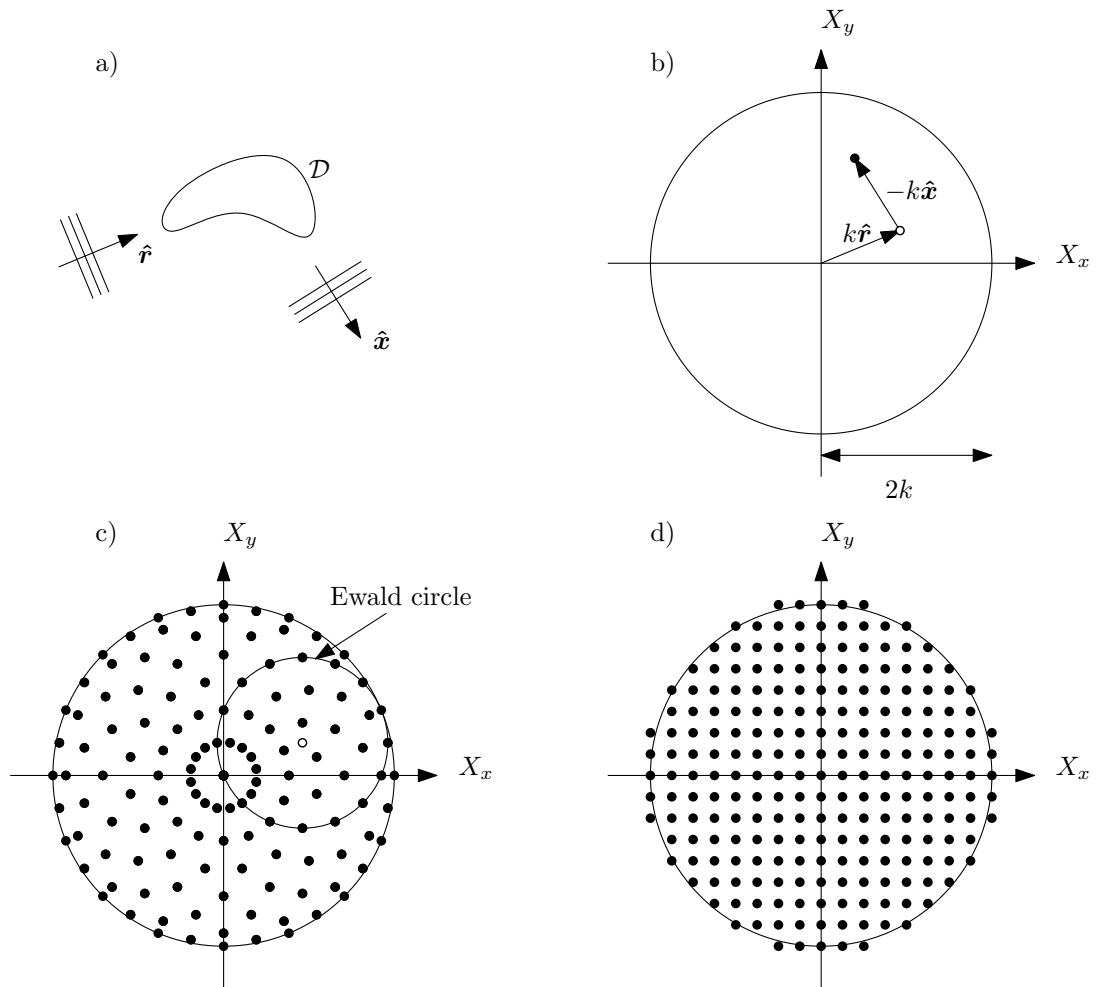 a)
𝒟
r̂
x̂
b)
X_y
−kx̂
kr̂
X_x
2k
c)
X_y
Ewald circle
X_x
d)
X_y
X_x